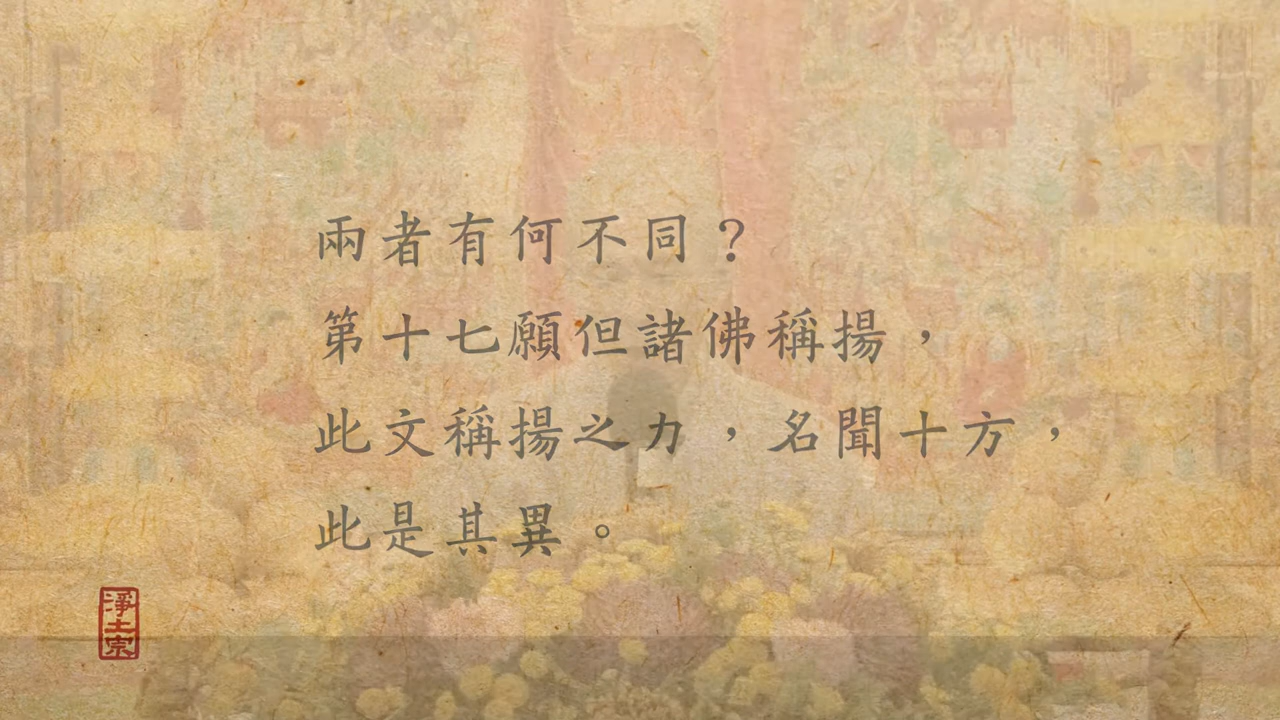 兩者有何不同？
第十七願但諸佛稱揚，
此文稱揚之力，名聞十方，
此是其異。
淨土宗